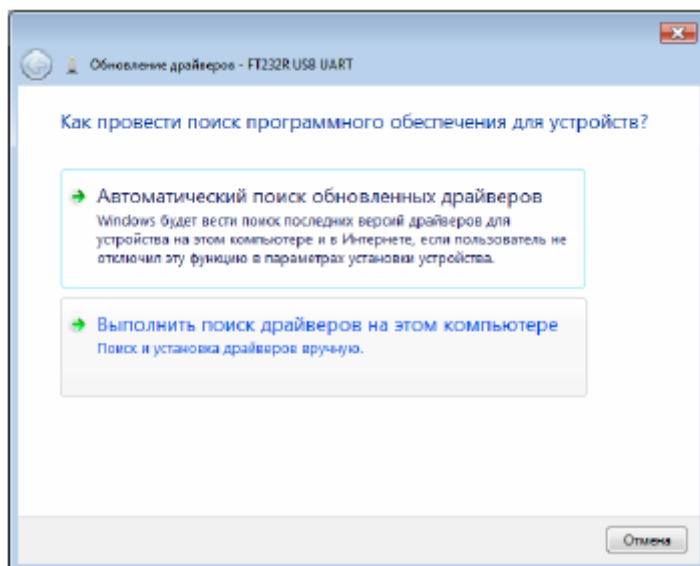 Обновление драйверов - FT232R USB UART
Как провести поиск программного обеспечения для устройств?
Автоматический поиск обновленных драйверов
Windows будет вести поиск последних версий драйверов для
устройства на этом компьютере и в Интернете, если пользователь не
отключил эту функцию в параметрах установки устройства.
Выполнить поиск драйверов на этом компьютере
Поиск и установка драйверов вручную.
Отмена